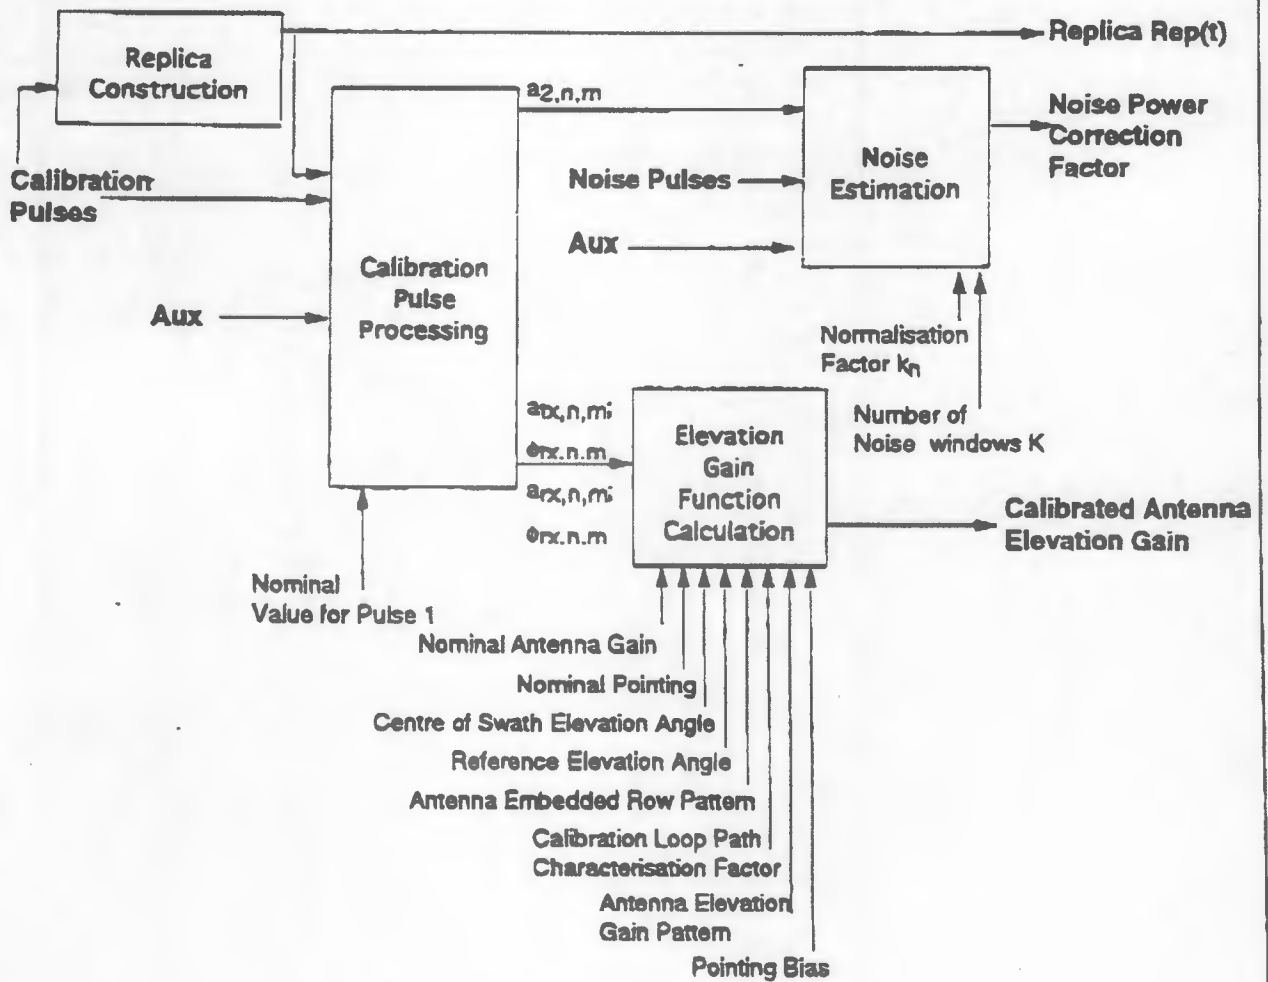 Replica
Construction
Replica Rep(t)
a2,n,m
Noise Power
Correction
Factor
Noise
Estimation
Calibration
Pulses
Noise Pulses
Aux
Calibration
Pulse
Processing
Aux
Normalisation
Factor kn
Number of
Noise windows K
atx,n,m;
ϕrx.n.m
arx,n,m;
ϕrx.n.m
Elevation
Gain
Function
Calculation
Calibrated Antenna
Elevation Gain
Nominal
Value for Pulse 1
Nominal Antenna Gain
Nominal Pointing
Centre of Swath Elevation Angle
Reference Elevation Angle
Antenna Embedded Row Pattern
Calibration Loop Path
Characterisation Factor
Antenna Elevation
Gain Pattern
Pointing Bias